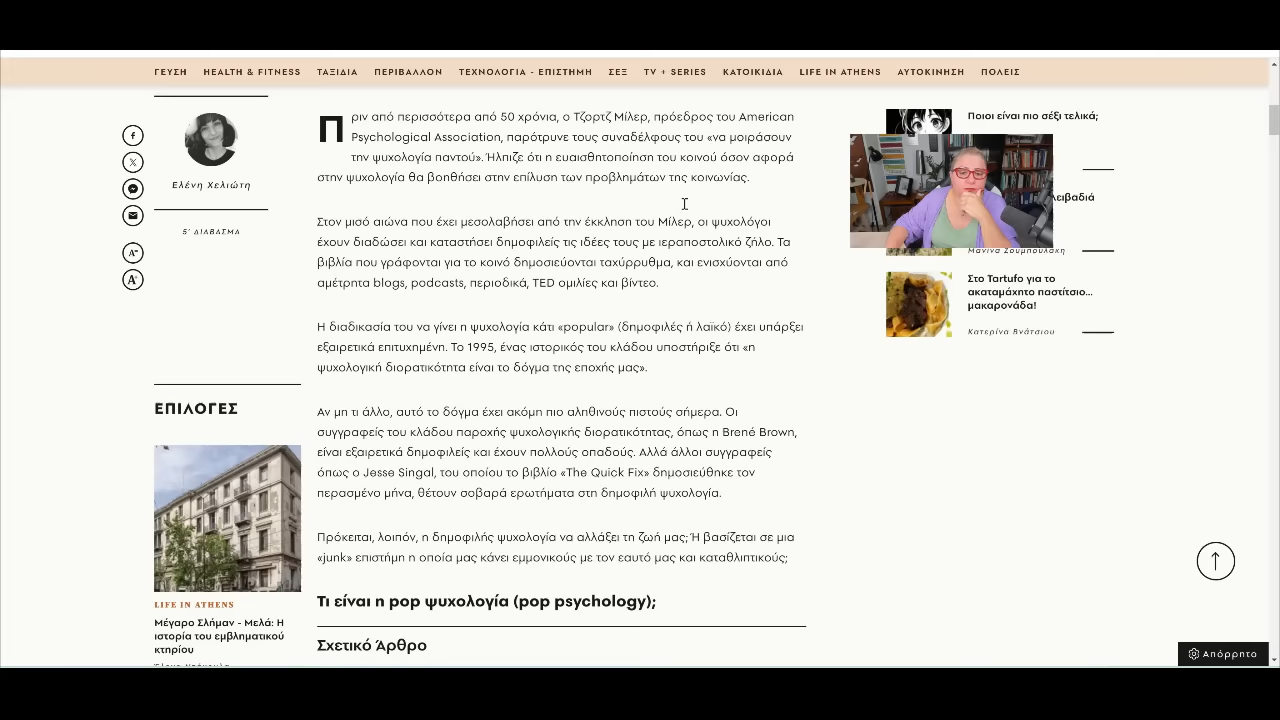 ΓΕΥΣΗ HEALTH & FITNESS ΤΑΞΙΔΙΑ ΠΕΡΙΒΑΛΛΟΝ ΤΕΧΝΟΛΟΓΙΑ - ΕΠΙΣΤΗΜΗ ΣΕΞ TV + SERIES ΚΑΤΟΙΚΙΔΙΑ LIFE IN ATHENS ΑΥΤΟΚΙΝΗΣΗ ΠΟΛΕΙΣ
Ελένη Χελιώτη
5' ΔΙΑΒΑΣΜΑ
A-
A+
ΕΠΙΛΟΓΕΣ
LIFE IN ATHENS
Μέγαρο Σλήμαν - Μελά: Η
ιστορία του εμβληματικού
κτηρίου
Πριν από περισσότερα από 50 χρόνια, ο Τζορτζ Μίλερ, πρόεδρος του American
Psychological Association, παρότρυνε τους συναδέλφους του «να μοιράσουν
την ψυχολογία παντού». Ήλπιζε ότι η ευαισθητοποίηση του κοινού όσον αφορά
στην ψυχολογία θα βοηθήσει στην επίλυση των προβλημάτων της κοινωνίας.
Στον μισό αιώνα που έχει μεσολαβήσει από την έκκληση του Μίλερ, οι ψυχολόγοι
έχουν διαδώσει και καταστήσει δημοφιλείς τις ιδέες τους με ιεραποστολικό ζήλο. Τα
βιβλία που γράφονται για το κοινό δημοσιεύονται ταχύρρυθμα, και ενισχύονται από
αμέτρητα blogs, podcasts, περιοδικά, TED ομιλίες και βίντεο.
Η διαδικασία του να γίνει η ψυχολογία κάτι «popular» (δημοφιλές ή λαϊκό) έχει υπάρξει
εξαιρετικά επιτυχημένη. Το 1995, ένας ιστορικός του κλάδου υποστήριξε ότι «η
ψυχολογική διορατικότητα είναι το δόγμα της εποχής μας».
Αν μη τι άλλο, αυτό το δόγμα έχει ακόμη πιο αληθινούς πιστούς σήμερα. Οι
συγγραφείς του κλάδου παροχής ψυχολογικής διορατικότητας, όπως η Brené Brown,
είναι εξαιρετικά δημοφιλείς και έχουν πολλούς οπαδούς. Αλλά άλλοι συγγραφείς
όπως ο Jesse Singal, του οποίου το βιβλίο «The Quick Fix» δημοσιεύθηκε τον
περασμένο μήνα, θέτουν σοβαρά ερωτήματα στη δημοφιλή ψυχολογία.
Πρόκειται, λοιπόν, η δημοφιλής ψυχολογία να αλλάξει τη ζωή μας; Ή βασίζεται σε μια
«junk» επιστήμη η οποία μας κάνει εμμονικούς με τον εαυτό μας και καταθλιπτικούς;
Τι είναι η pop ψυχολογία (pop psychology);
Σχετικό Άρθρο
Ποιοι είναι πιο σέξι τελικά;
λειβαδιά
Μανίνα Ζουμπουλάκη
Στο Tartufo για το
ακαταμάχητο παστίτσιο...
μακαρονάδα!
Κατερίνα Βνάτσιου
Απόρρητο